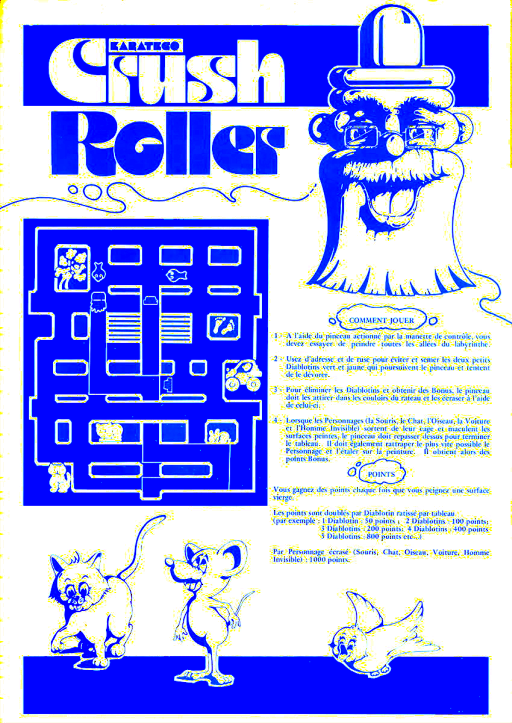 KARATECO
Crush
Roller
COMMENT JOUER
1 - A l'aide du pinceau actionné par la manette de contrôle, vous
devez essayer de peindre toutes les allées du labyrinthe.
2 - Usez d'adresse et de ruse pour éviter et semer les deux petits
Diablotins vert et jaune qui poursuivent le pinceau et tentent
de le dévorer.
3 - Pour éliminer les Diablotins et obtenir des Bonus, le pinceau
doit les attirer dans les couloirs du rateau et les écraser à l'aide
de celui-ci.
4 - Lorsque les Personnages (la Souris, le Chat, l'Oiseau, la Voiture
et l'Homme Invisible) sortent de leur cage et maculent les
surfaces peintes, le pinceau doit repasser dessus pour terminer
le tableau. Il doit également rattraper le plus vite possible le
Personnage et l'étaler sur la peinture. Il obtient alors des
points Bonus.
POINTS
Vous gagnez des points chaque fois que vous peignez une surface
vierge.
Les points sont doublés par Diablotin ratissé par tableau
(par exemple : 1 Diablotin : 50 points ; 2 Diablotins : 100 points;
3 Diablotins : 200 points; 4 Diablotins : 400 points
5 Diablotins : 800 points etc...)
Par Personnage écrasé (Souris, Chat, Oiseau, Voiture, Homme
Invisible) : 1000 points.